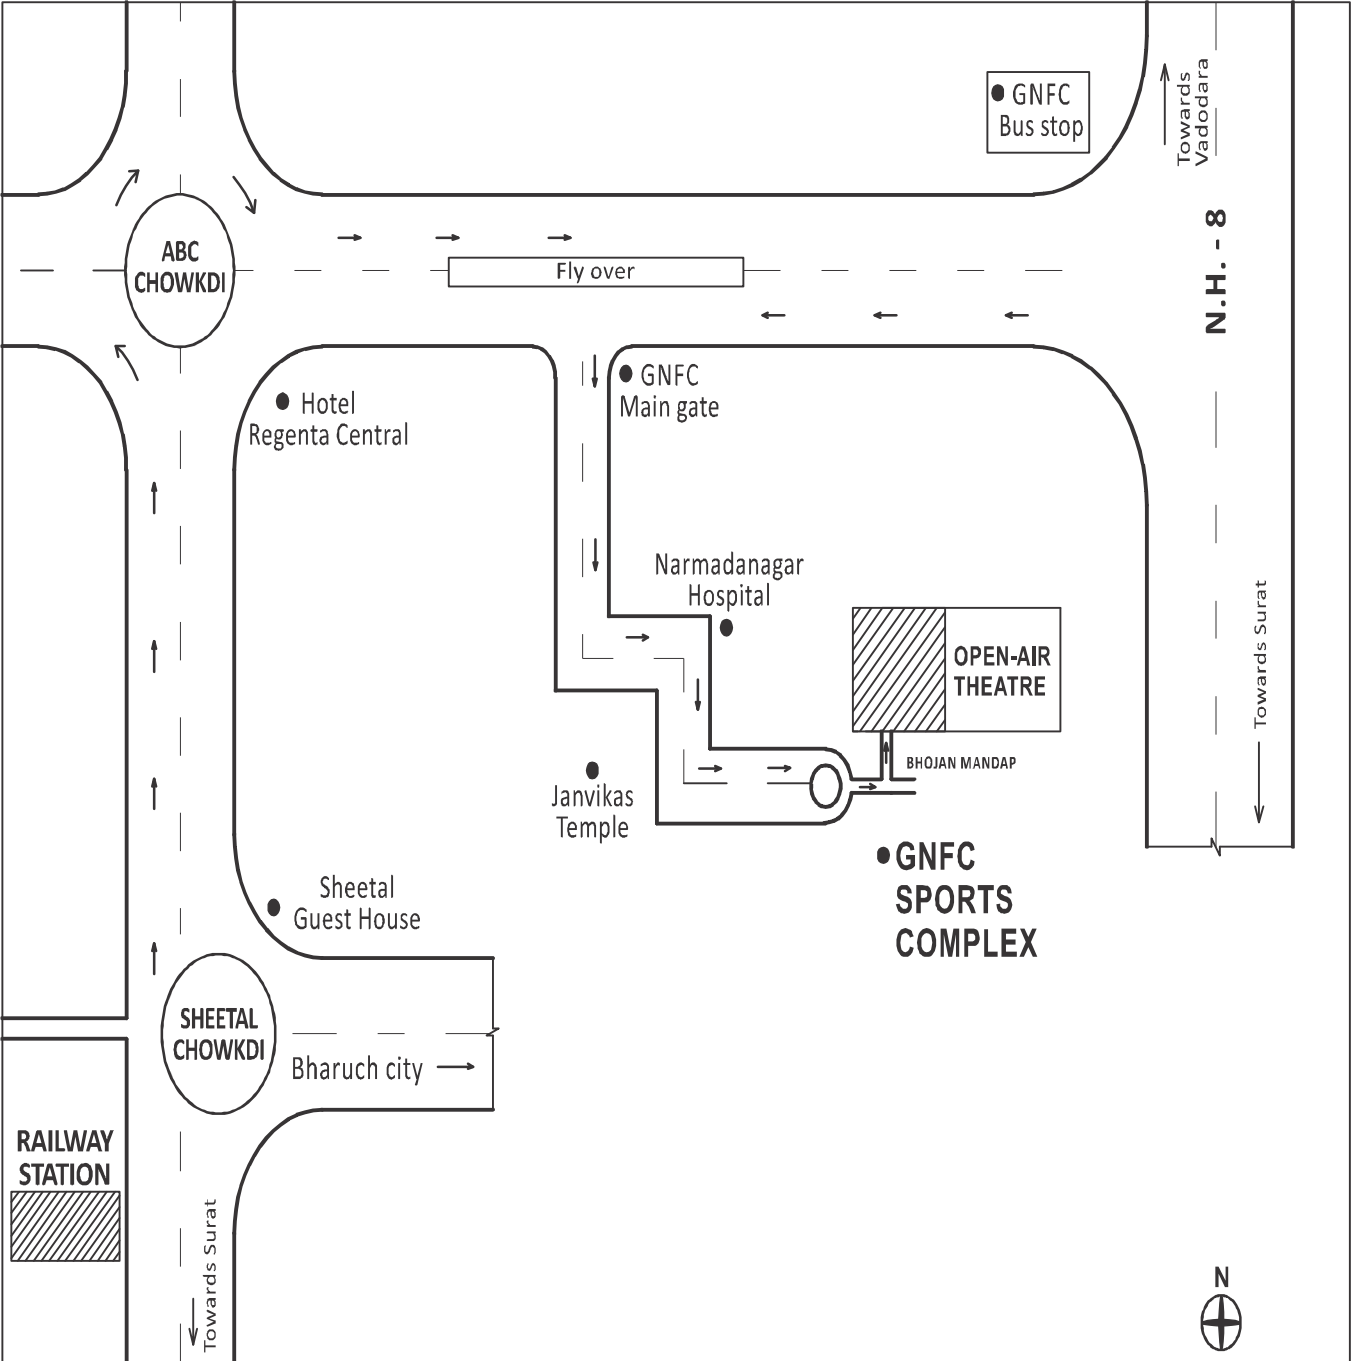 GNFC
Bus stop
Towards
Vadodara
N.H. - 8
ABC
CHOWKDI
Fly over
GNFC
Main gate
Hotel
Regenta Central
Narmadanagar
Hospital
OPEN-AIR
THEATRE
Towards Surat
BHOJAN MANDAP
Janvikas
Temple
GNFC
SPORTS
COMPLEX
Sheetal
Guest House
SHEETAL
CHOWKDI
Bharuch city
RAILWAY
STATION
Towards Surat
N